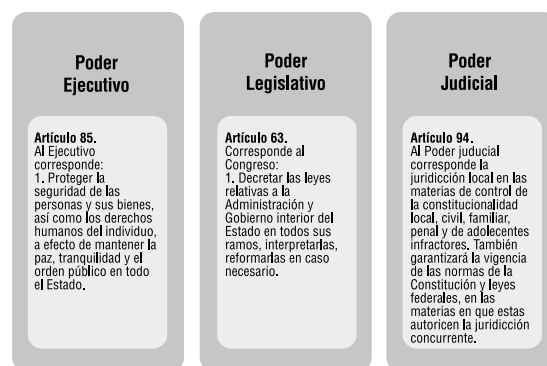 Poder
Ejecutivo
Artículo 85.
Al Ejecutivo
corresponde:
1. Proteger la
seguridad de las
personas y sus bienes,
así como los derechos
humanos del individuo,
a efecto de mantener la
paz, tranquilidad y el
orden público en todo
el Estado.
Poder
Legislativo
Artículo 63.
Corresponde al
Congreso:
1. Decretar las leyes
relativas a la
Administración y
Gobierno interior del
Estado en todos sus
ramos, interpretarlas,
reformarlas en caso
necesario.
Poder
Judicial
Artículo 94.
Al Poder juducial
corresponde la
juridicción local en las
materias de control de
la constitucionalidad
local, civil, familiar,
penal y de adolecentes
infractores. También
garantizará la vigencia
de las normas de la
Constitución y leyes
federales, en las
materias en que estas
autoricen la juridicción
concurrente.